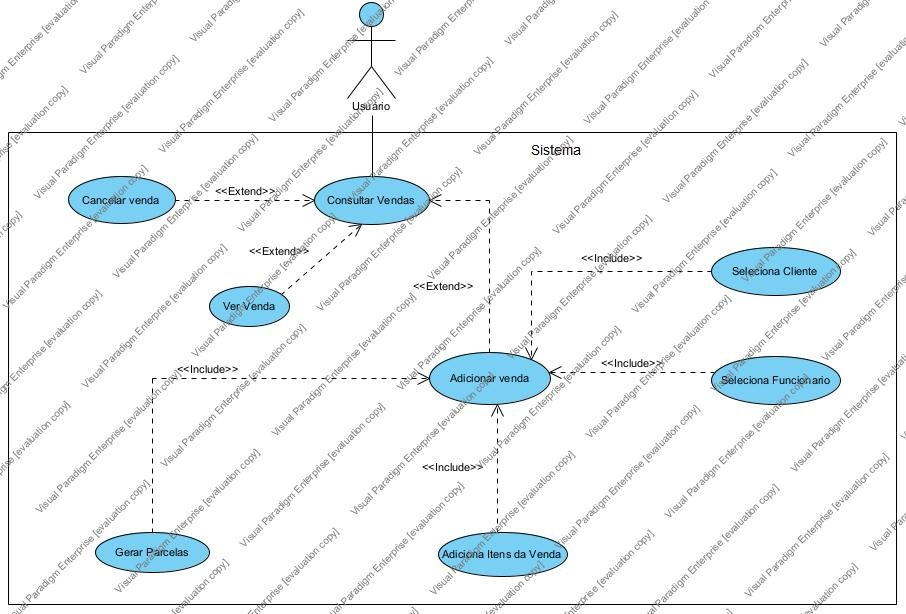 Usuário
Sistema
Cancelar venda
<<Extend>>
Consultar Vendas
<<Extend>>
Ver Venda
<<Extend>>
<<Include>>
Seleciona Cliente
<<Include>>
Adicionar venda
<<Include>>
Seleciona Funcionario
<<Include>>
Gerar Parcelas
Adiciona Itens da Venda
Visual Paradigm Enterprise [evaluation copy]